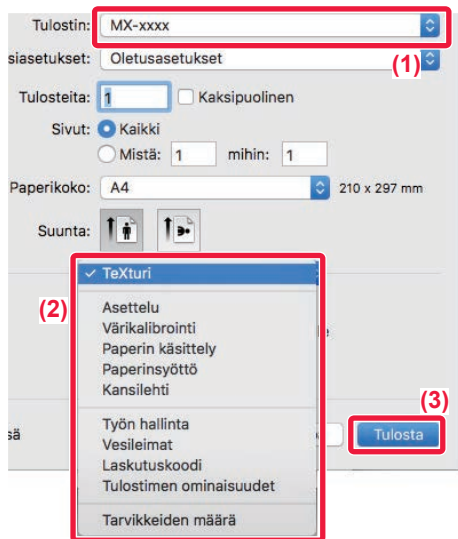 Tulostin: MX-xxxx
siasetukset: Oletusasetukset
(1)
Tulosteita: 1 Kaksipuolinen
Sivut: Kaikki
Mistä: 1 mihin: 1
Paperikoko: A4 210 x 297 mm
Suunta:
✓ TeXturi
(2)
Asettelu
Värikalibrointi
Paperin käsittely
Paperinsyöttö
Kansilehti
Työn hallinta
Vesileimat
Laskutuskoodi
Tulostimen ominaisuudet
Tarvikkeiden määrä
(3)
sä
Tulosta